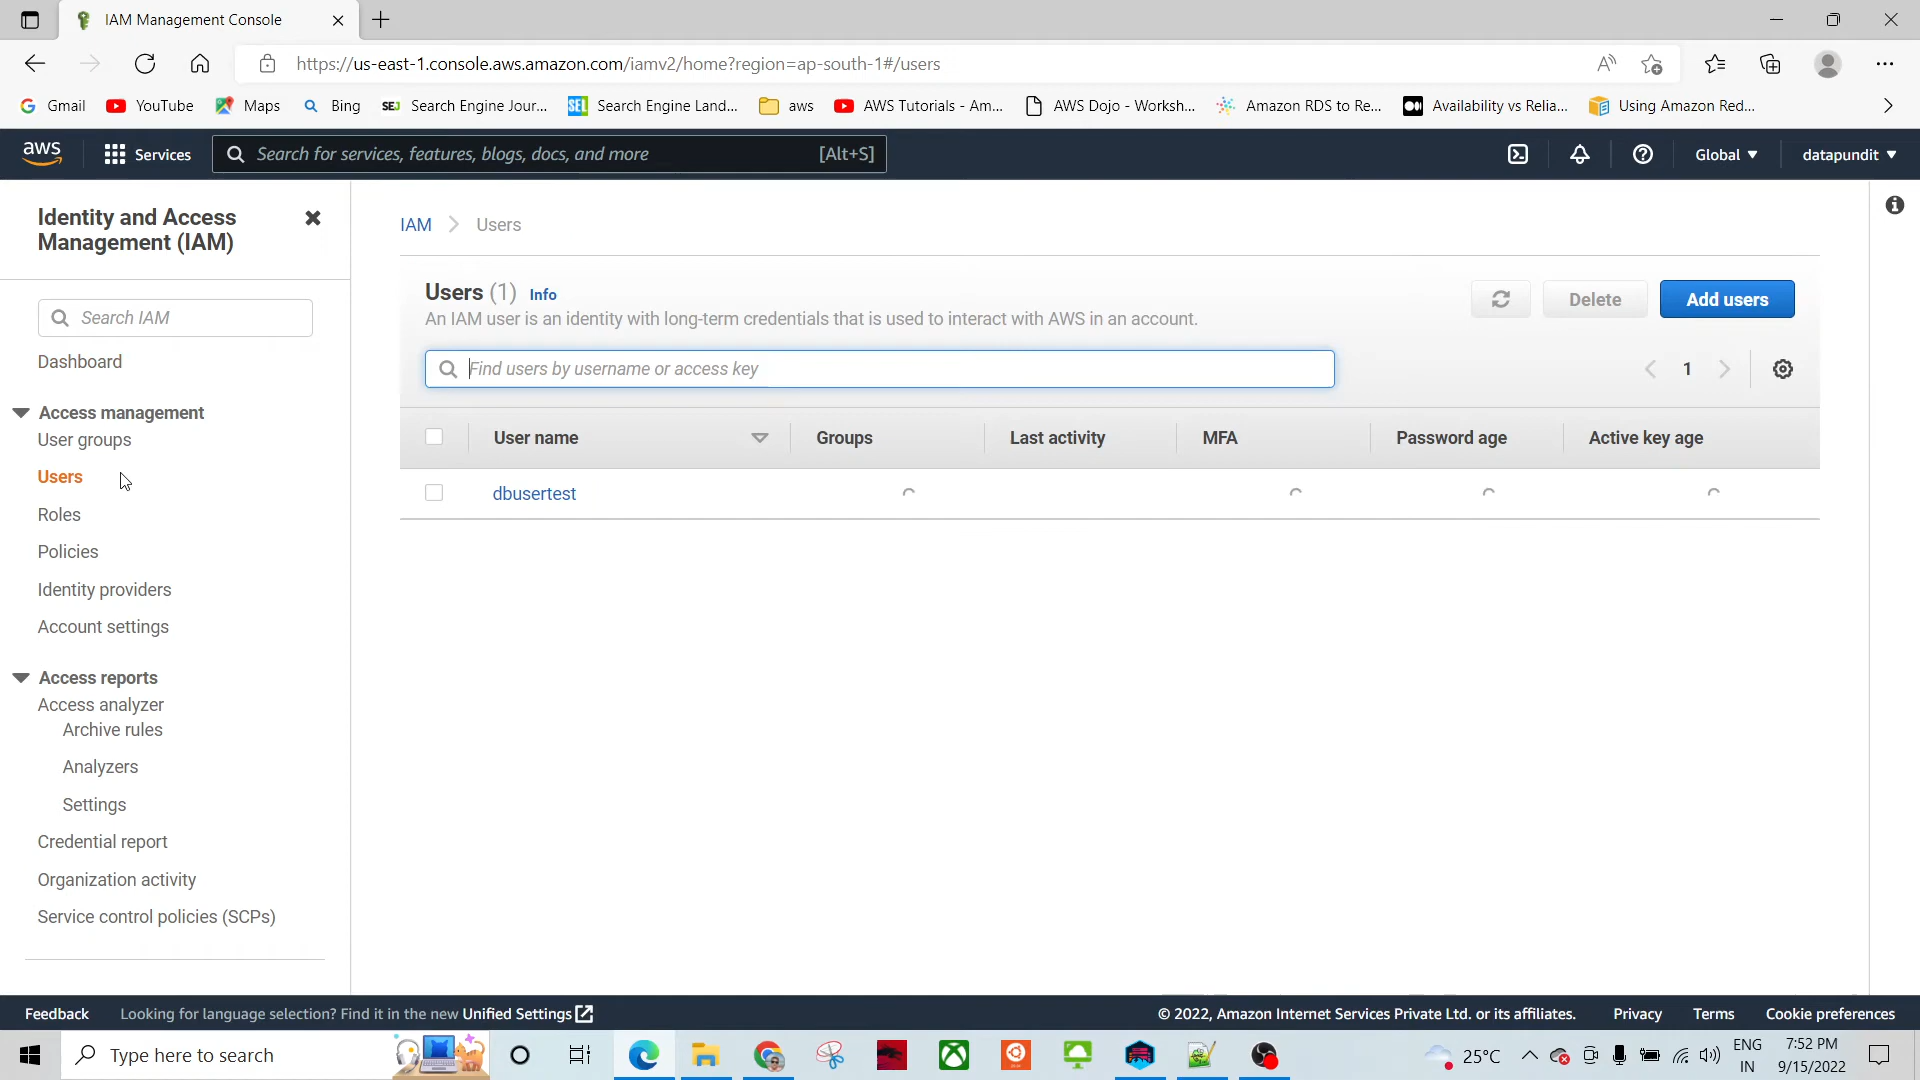 IAM Management Console
https://us-east-1.console.aws.amazon.com/iamv2/home?region=ap-south-1#/users
Gmail
YouTube
Maps
Bing
SEJ Search Engine Jour...
SEL Search Engine Land...
aws
AWS Tutorials - Am...
AWS Dojo - Worksh...
Amazon RDS to Re...
Availability vs Relia...
Using Amazon Red...
aws
Services
Search for services, features, blogs, docs, and more
[Alt+S]
Global
datapundit
Identity and Access
Management (IAM)
Search IAM
Dashboard
Access management
User groups
Users
Roles
Policies
Identity providers
Account settings
Access reports
Access analyzer
Archive rules
Analyzers
Settings
Credential report
Organization activity
Service control policies (SCPs)
IAM
Users
Users (1) Info
An IAM user is an identity with long-term credentials that is used to interact with AWS in an account.
Delete
Add users
Find users by username or access key
1
User name
Groups
Last activity
MFA
Password age
Active key age
dbusertest
Feedback
Looking for language selection? Find it in the new Unified Settings
© 2022, Amazon Internet Services Private Ltd. or its affiliates.
Privacy
Terms
Cookie preferences
Type here to search
25°C
ENG
IN
7:52 PM
9/15/2022